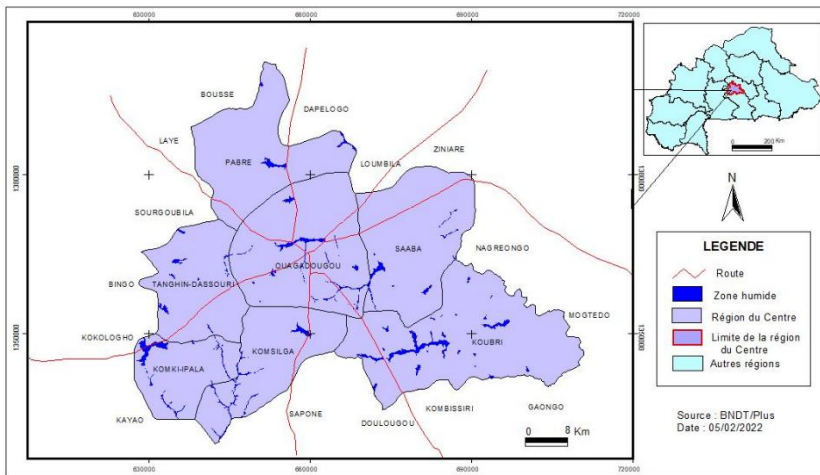 630000
660000
690000
720000
BOUSSE
DAPELOGO
LAYE
ZINIARE
PABRE
LOUMBILA
1380000
1380000
SOURGOUBILA
SAABA
NAGREONGO
OUAGADOUGOU
BINGO
TANGHIN-DASSOURI
MOGTEDO
KOKOLOGHO
1350000
1350000
KOUBRI
KOMSILGA
KOMKI-IPALA
KAYAO
SAPONE
KOMBISSIRI
GAONGO
DOULOUGOU
0 8 Km
630000
660000
690000
720000
0 200 Km
N
LEGENDE
Route
Zone humide
Région du Centre
Limite de la région
du Centre
Autres régions
Source : BNDT/Plus
Date : 05/02/2022